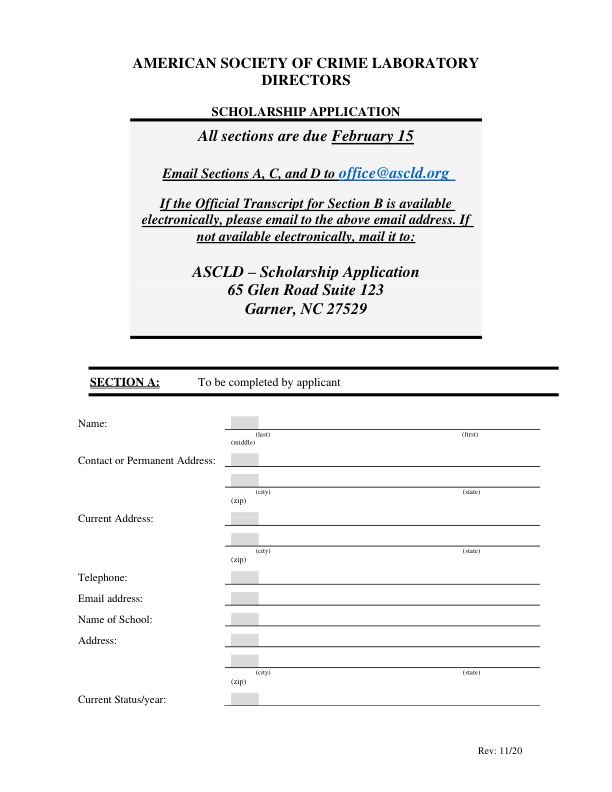 AMERICAN SOCIETY OF CRIME LABORATORY
DIRECTORS
SCHOLARSHIP APPLICATION
All sections are due February 15
Email Sections A, C, and D to office@ascld.org
If the Official Transcript for Section B is available
electronically, please email to the above email address. If
not available electronically, mail it to:
ASCLD – Scholarship Application
65 Glen Road Suite 123
Garner, NC 27529
SECTION A: To be completed by applicant
Name:
(last) (first)
(middle)
Contact or Permanent Address:
(city) (state)
(zip)
Current Address:
(city) (state)
(zip)
Telephone:
Email address:
Name of School:
Address:
(city) (state)
(zip)
Current Status/year:
Rev: 11/20